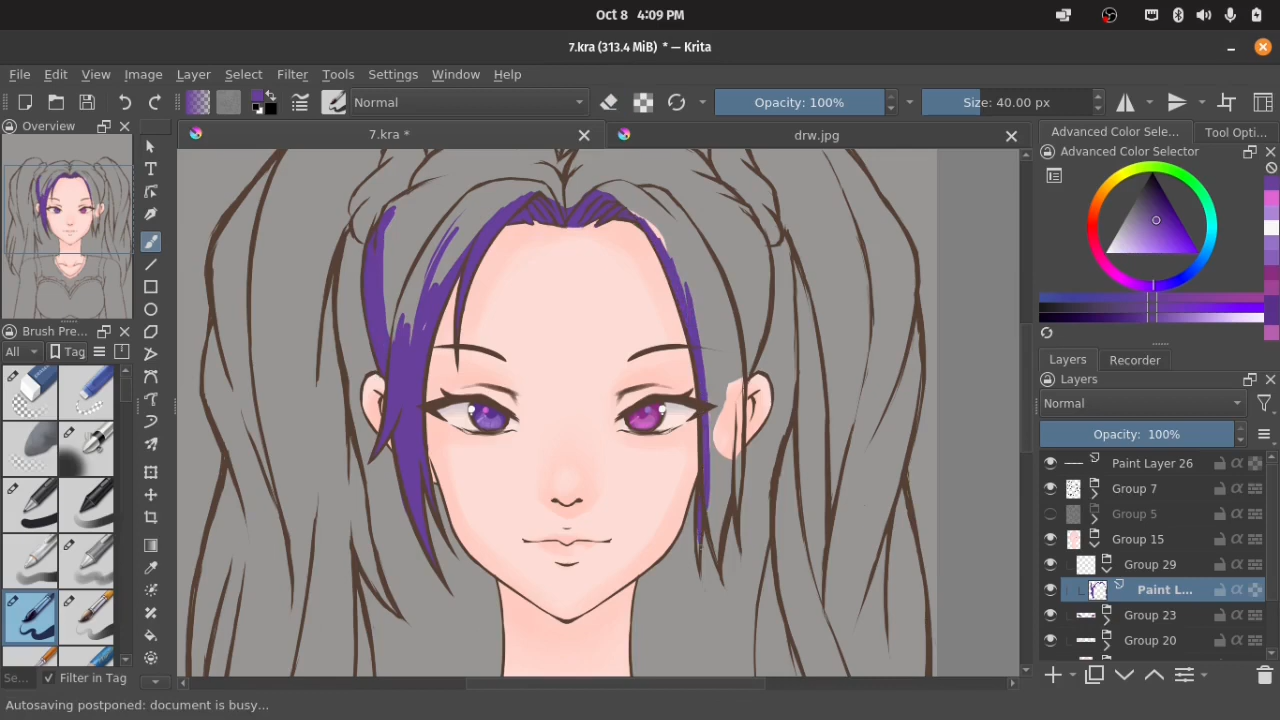 Oct 8 4:09 PM
7.kra (313.4 MiB) * — Krita
File Edit View Image Layer Select Filter Tools Settings Window Help
Normal Opacity: 100% Size: 40.00 px
Overview 7.kra * drw.jpg Advanced Color Sele... Tool Opti...
Advanced Color Selector
Brush Pre...
All Tag
Layers Recorder
Layers
Normal
Opacity: 100%
Paint Layer 26
Group 7
Group 5
Group 15
Group 29
Paint L...
Group 23
Group 20
Se... Filter in Tag
Autosaving postponed: document is busy...